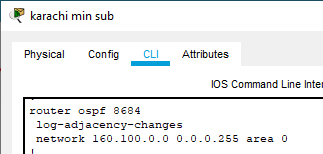 karachi min sub
Physical Config CLI Attributes
IOS Command Line Inter
router ospf 8684
log-adjacency-changes
network 160.100.0.0 0.0.0.255 area 0
!